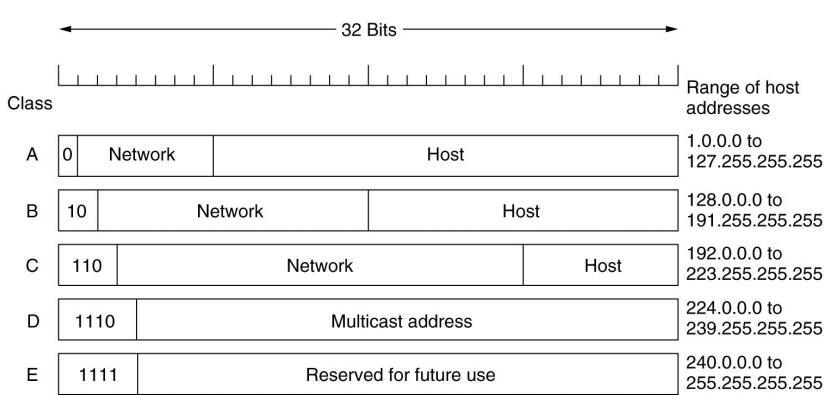 32 Bits
Range of host
addresses
Class
A 0 Network Host 1.0.0.0 to
127.255.255.255
B 10 Network Host 128.0.0.0 to
191.255.255.255
C 110 Network Host 192.0.0.0 to
223.255.255.255
D 1110 Multicast address 224.0.0.0 to
239.255.255.255
E 1111 Reserved for future use 240.0.0.0 to
255.255.255.255